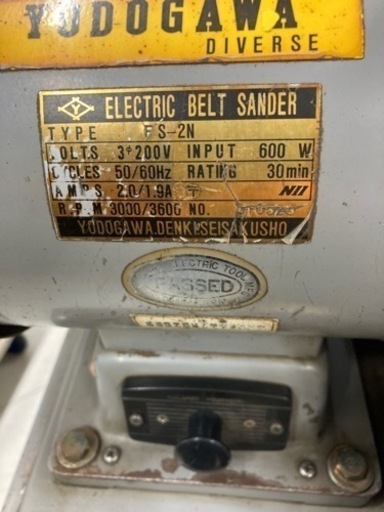 YODOGAWA
DIVERSE
ELECTRIC BELT SANDER
TYPE FS-2N
VOLTS 3φ200V INPUT 600 W
CYCLES 50/60Hz RATING 30min
AMPS 2.0/1.9A
R.P.M 3000/3600 NO.
YODOGAWA.DENKI SEISAKUSHO
ELECTRIC TOOL
PASSED